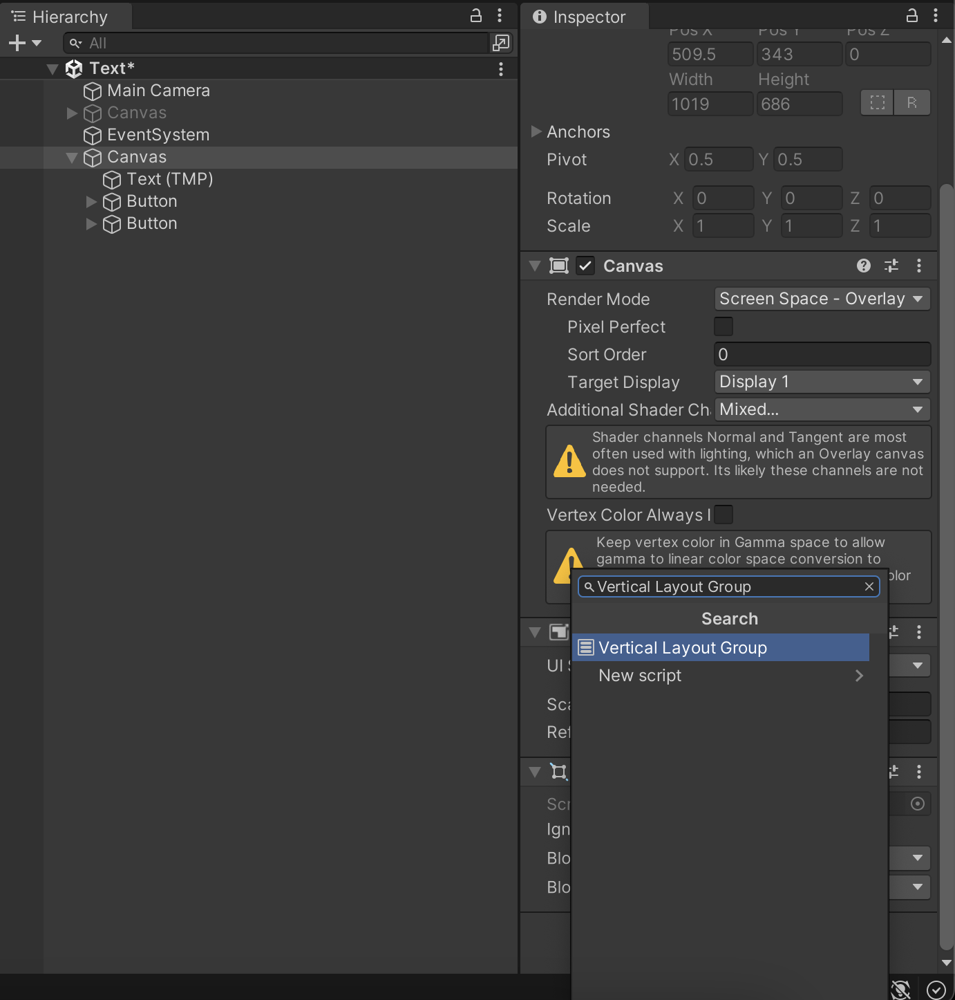 Hierarchy
All
Text*
Main Camera
Canvas
EventSystem
Canvas
Text (TMP)
Button
Button
Inspector
Pos X Pos Y Pos Z
509.5 343 0
Width Height
1019 686
R
Anchors
Pivot X 0.5 Y 0.5
Rotation X 0 Y 0 Z 0
Scale X 1 Y 1 Z 1
Canvas
Render Mode Screen Space - Overlay
Pixel Perfect
Sort Order 0
Target Display Display 1
Additional Shader Ch Mixed...
Shader channels Normal and Tangent are most
often used with lighting, which an Overlay canvas
does not support. Its likely these channels are not
needed.
Vertex Color Always I
Keep vertex color in Gamma space to allow
gamma to linear color space conversion to
olor
Vertical Layout Group
Search
Vertical Layout Group
New script
UI S
Sca
Ref
Scr
Ign
Blo
Blo